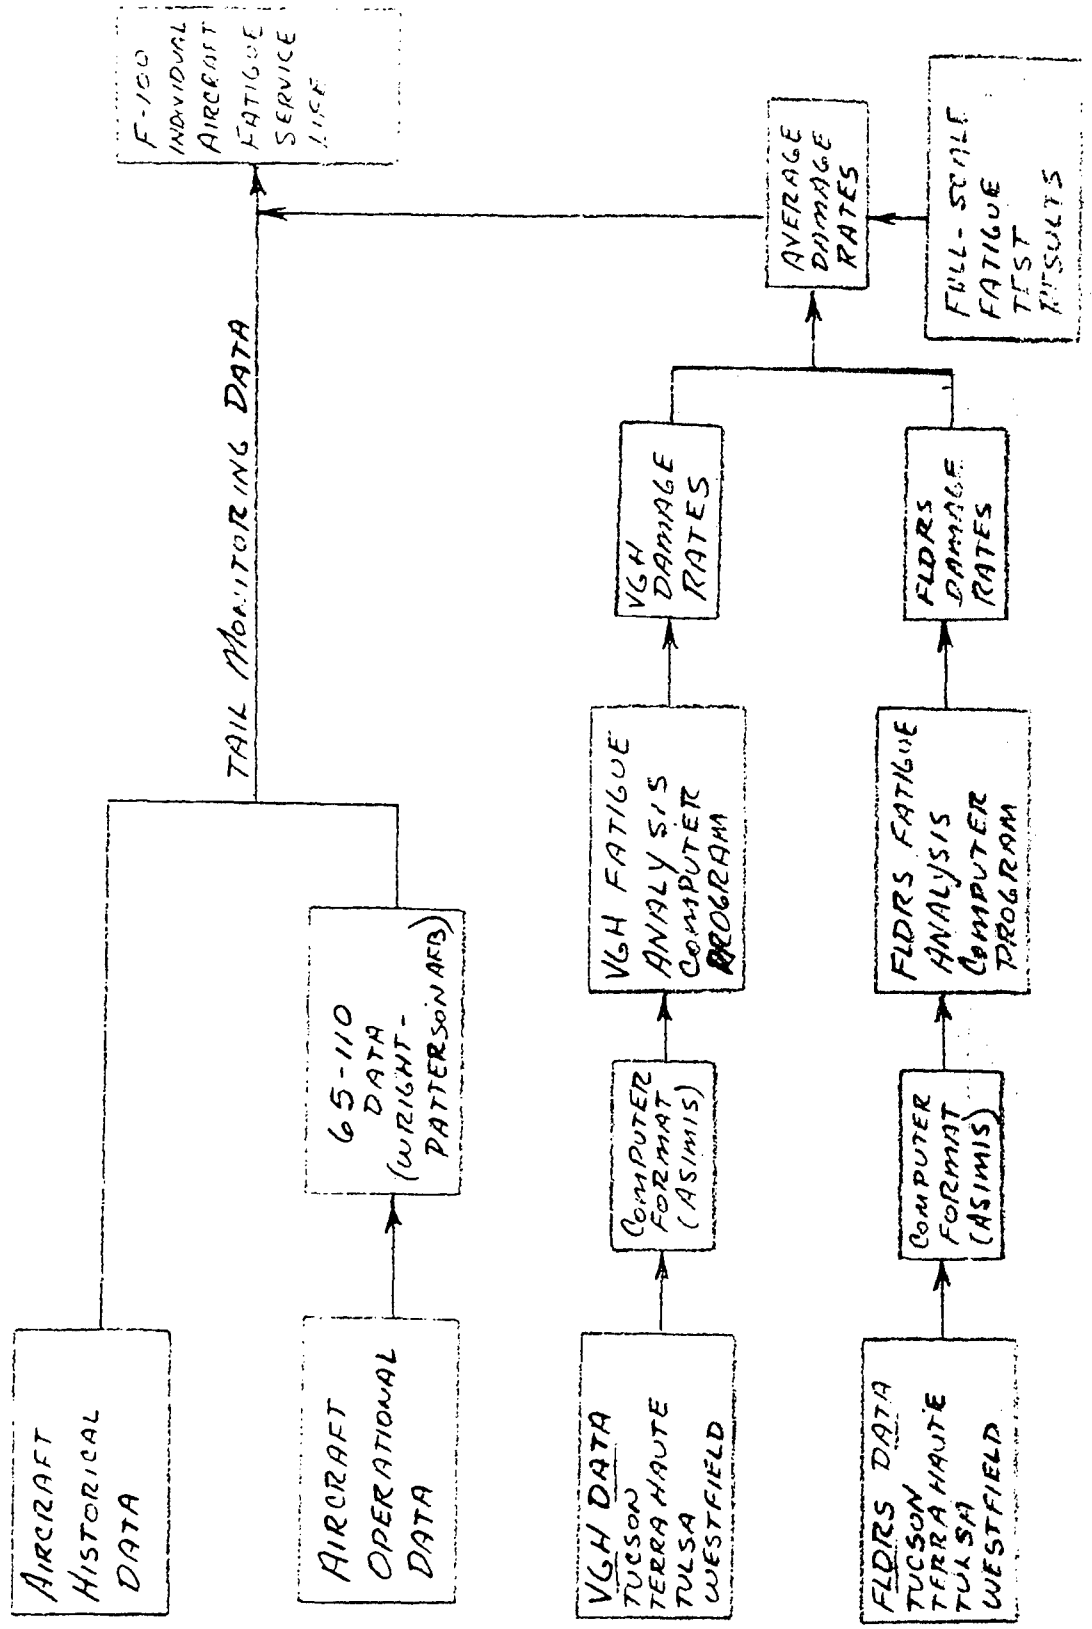 AIRCRAFT
HISTORICAL
DATA
AIRCRAFT
OPERATIONAL
DATA
65-110
DATA
(WRIGHT-
PATTERSON AFB)
TAIL MONITORING DATA
F-100
INDIVIDUAL
AIRCRAFT
FATIGUE
SERVICE
LIFE
VGH DATA
TUCSON
TERRA HAUTE
TULSA
WESTFIELD
COMPUTER
FORMAT
(ASIMIS)
VGH FATIGUE
ANALYSIS
COMPUTER
PROGRAM
VGH
DAMAGE
RATES
FLDRS DATA
TUCSON
TERRA HAUTE
TULSA
WESTFIELD
COMPUTER
FORMAT
(ASIMIS)
FLDRS FATIGUE
ANALYSIS
COMPUTER
PROGRAM
FLDRS
DAMAGE
RATES
AVERAGE
DAMAGE
RATES
FULL-SCALE
FATIGUE
TEST
RESULTS